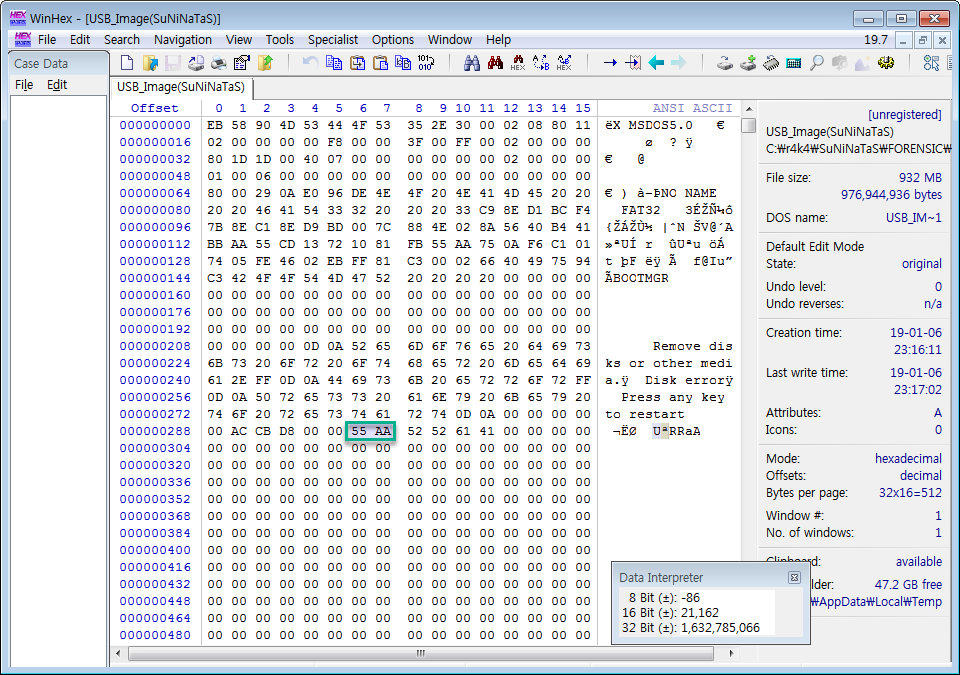 WinHex - [USB_Image(SuNiNaTaS)]
File Edit Search Navigation View Tools Specialist Options Window Help 19.7
Case Data
File Edit
USB_Image(SuNiNaTaS)
Offset 0 1 2 3 4 5 6 7 8 9 10 11 12 13 14 15 ANSI ASCII
000000000 EB 58 90 4D 53 44 4F 53 35 2E 30 00 02 08 80 11 ëX MSDOS5.0 €
000000016 02 00 00 00 00 F8 00 00 3F 00 FF 00 02 00 00 00 ø ? ÿ
000000032 80 1D 1D 00 40 07 00 00 00 00 00 00 02 00 00 00 € @
000000048 01 00 06 00 00 00 00 00 00 00 00 00 00 00 00 00
000000064 80 00 29 0A E0 96 DE 4E 4F 20 4E 41 4D 45 20 20 € ) à–ÞNO NAME
000000080 20 20 46 41 54 33 32 20 20 20 33 C9 8E D1 BC F4 FAT32 3ÉŽÑ¼ô
000000096 7B 8E C1 8E D9 BD 00 7C 88 4E 02 8A 56 40 B4 41 {ŽÁŽÙ½ |ˆN ŠV@´A
000000112 BB AA 55 CD 13 72 10 81 FB 55 AA 75 0A F6 C1 01 »ªUÍ r ûUªu öÁ
000000128 74 05 FE 46 02 EB FF 81 C3 00 02 66 40 49 75 94 t þF ëÿ Ã f@Iu”
000000144 C3 42 4F 4F 54 4D 47 52 20 20 20 20 00 00 00 00 ÃBOOTMGR
000000160 00 00 00 00 00 00 00 00 00 00 00 00 00 00 00 00
000000176 00 00 00 00 00 00 00 00 00 00 00 00 00 00 00 00
000000192 00 00 00 00 00 00 00 00 00 00 00 00 00 00 00 00
000000208 00 00 00 00 0D 0A 52 65 6D 6F 76 65 20 64 69 73 Remove dis
000000224 6B 73 20 6F 72 20 6F 74 68 65 72 20 6D 65 64 69 ks or other medi
000000240 61 2E FF 0D 0A 44 69 73 6B 20 65 72 72 6F 72 FF a.ÿ Disk errorÿ
000000256 0D 0A 50 72 65 73 73 20 61 6E 79 20 6B 65 79 20 Press any key
000000272 74 6F 20 72 65 73 74 61 72 74 0D 0A 00 00 00 00 to restart
000000288 00 AC CB D8 00 00 55 AA 52 52 61 41 00 00 00 00 ¬ËØ UªRRaA
000000304 00 00 00 00 00 00 00 00 00 00 00 00 00 00 00 00
000000320 00 00 00 00 00 00 00 00 00 00 00 00 00 00 00 00
000000336 00 00 00 00 00 00 00 00 00 00 00 00 00 00 00 00
000000352 00 00 00 00 00 00 00 00 00 00 00 00 00 00 00 00
000000368 00 00 00 00 00 00 00 00 00 00 00 00 00 00 00 00
000000384 00 00 00 00 00 00 00 00 00 00 00 00 00 00 00 00
000000400 00 00 00 00 00 00 00 00 00 00 00 00 00 00 00 00
000000416 00 00 00 00 00 00 00 00 00 00 00 00 00 00 00 00
000000432 00 00 00 00 00 00 00 00 00 00 00 00 00 00 00 00
000000448 00 00 00 00 00 00 00 00 00 00 00 00 00 00 00 00
000000464 00 00 00 00 00 00 00 00 00 00 00 00 00 00 00 00
000000480 00 00 00 00 00 00 00 00 00 00 00 00 00 00 00 00
[unregistered]
USB_Image(SuNiNaTaS)
C:₩r4k4₩SuNiNaTaS₩FORENSIC₩
File size: 932 MB
976,944,936 bytes
DOS name: USB_IM~1
Default Edit Mode
State: original
Undo level: 0
Undo reverses: n/a
Creation time: 19-01-06
23:16:11
Last write time: 19-01-06
23:17:02
Attributes: A
Icons: 0
Mode: hexadecimal
Offsets: decimal
Bytes per page: 32x16=512
Window #: 1
No. of windows: 1
Clipboard: available
lder: 47.2 GB free
₩AppData₩Local₩Temp
Data Interpreter
8 Bit (±): -86
16 Bit (±): 21,162
32 Bit (±): 1,632,785,066